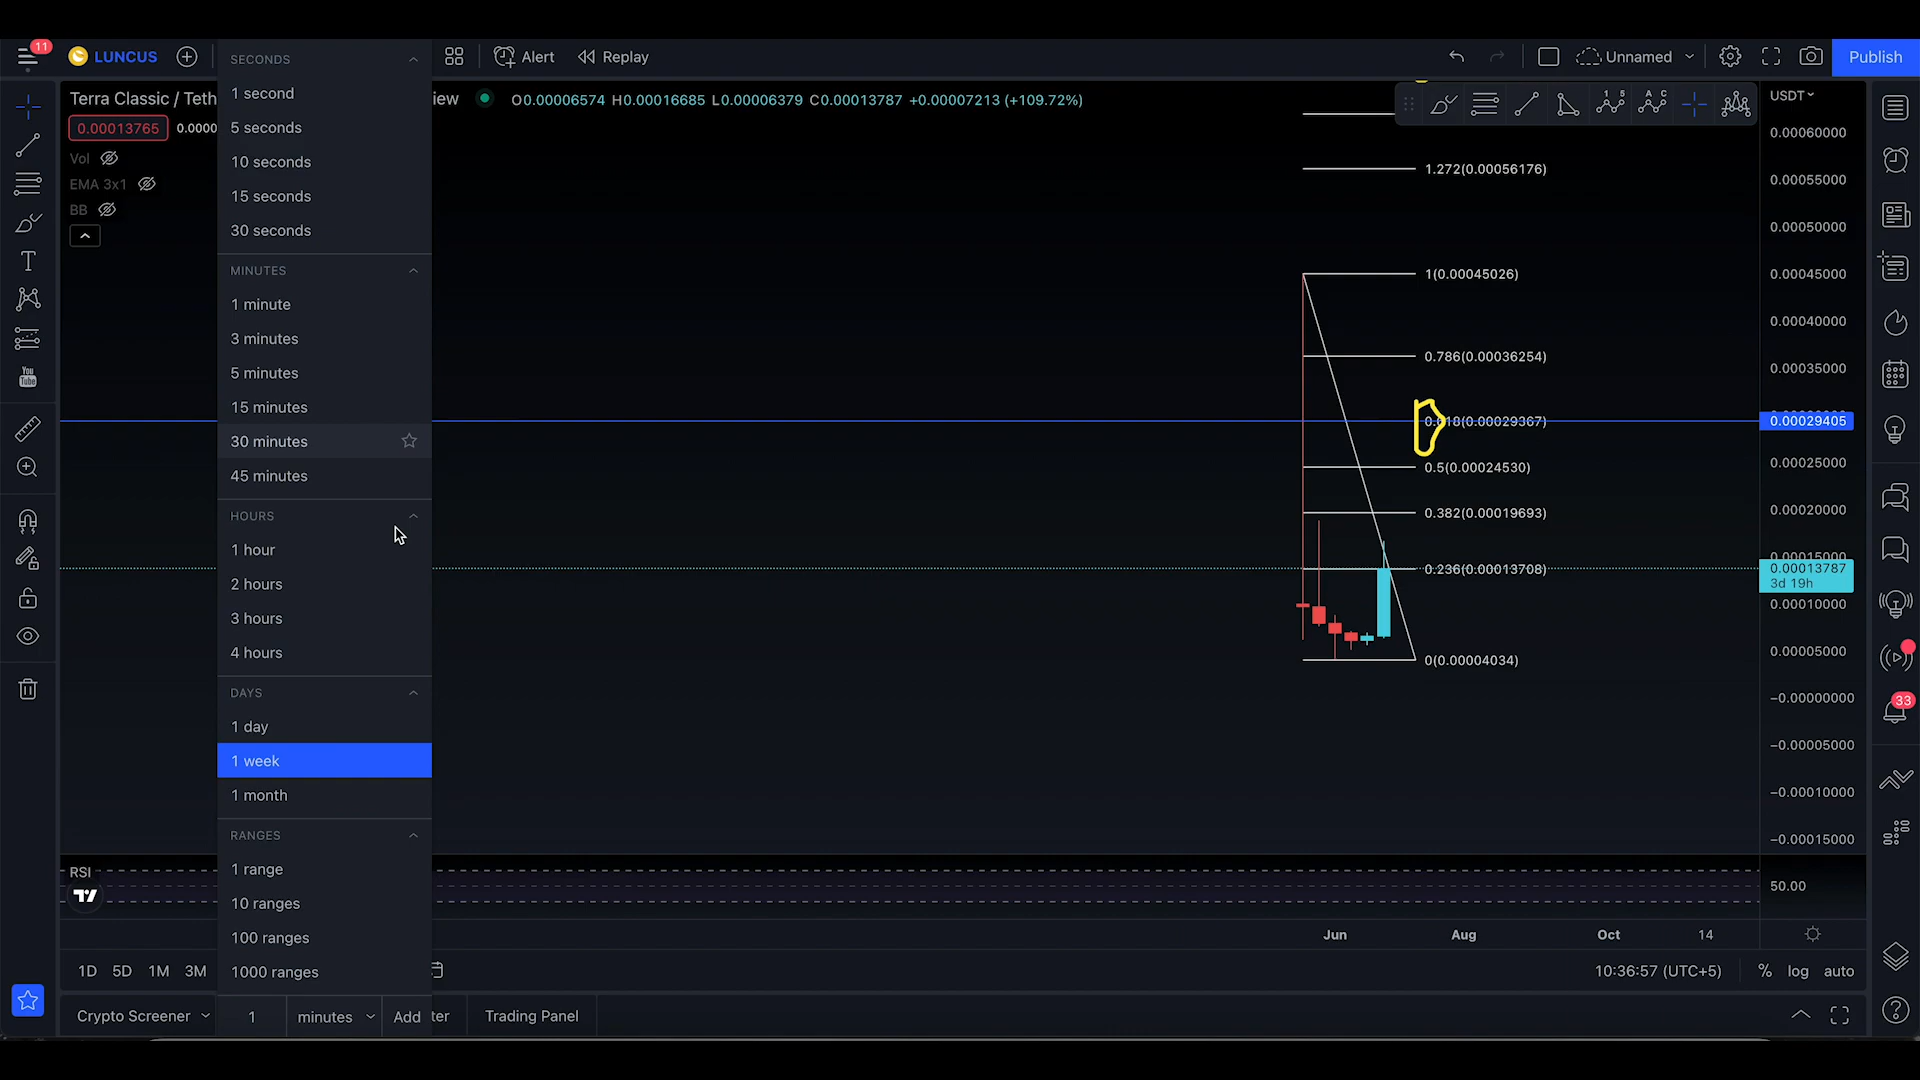 11
LUNCUS
Alert
Replay
Unnamed
Publish
Terra Classic / Teth
iew
O0.00006574 H0.00016685 L0.00006379 C0.00013787 +0.00007213 (+109.72%)
0.00013765
0.0000
Vol
EMA 3x1
BB
SECONDS
1 second
5 seconds
10 seconds
15 seconds
30 seconds
MINUTES
1 minute
3 minutes
5 minutes
15 minutes
30 minutes
45 minutes
HOURS
1 hour
2 hours
3 hours
4 hours
DAYS
1 day
1 week
1 month
RANGES
1 range
10 ranges
100 ranges
1000 ranges
1
minutes
Add
ter
1.272(0.00056176)
1(0.00045026)
0.786(0.00036254)
0.618(0.00029367)
0.5(0.00024530)
0.382(0.00019693)
0.236(0.00013708)
0(0.00004034)
1 5
A C
USDT
0.00060000
0.00055000
0.00050000
0.00045000
0.00040000
0.00035000
0.00029405
0.00025000
0.00020000
0.00015000
0.00013787
3d 19h
0.00010000
0.00005000
−0.00000000
−0.00005000
−0.00010000
−0.00015000
50.00
RSI
Jun
Aug
Oct
14
1D
5D
1M
3M
10:36:57 (UTC+5)
%
log
auto
Crypto Screener
Trading Panel
You
Tube
33